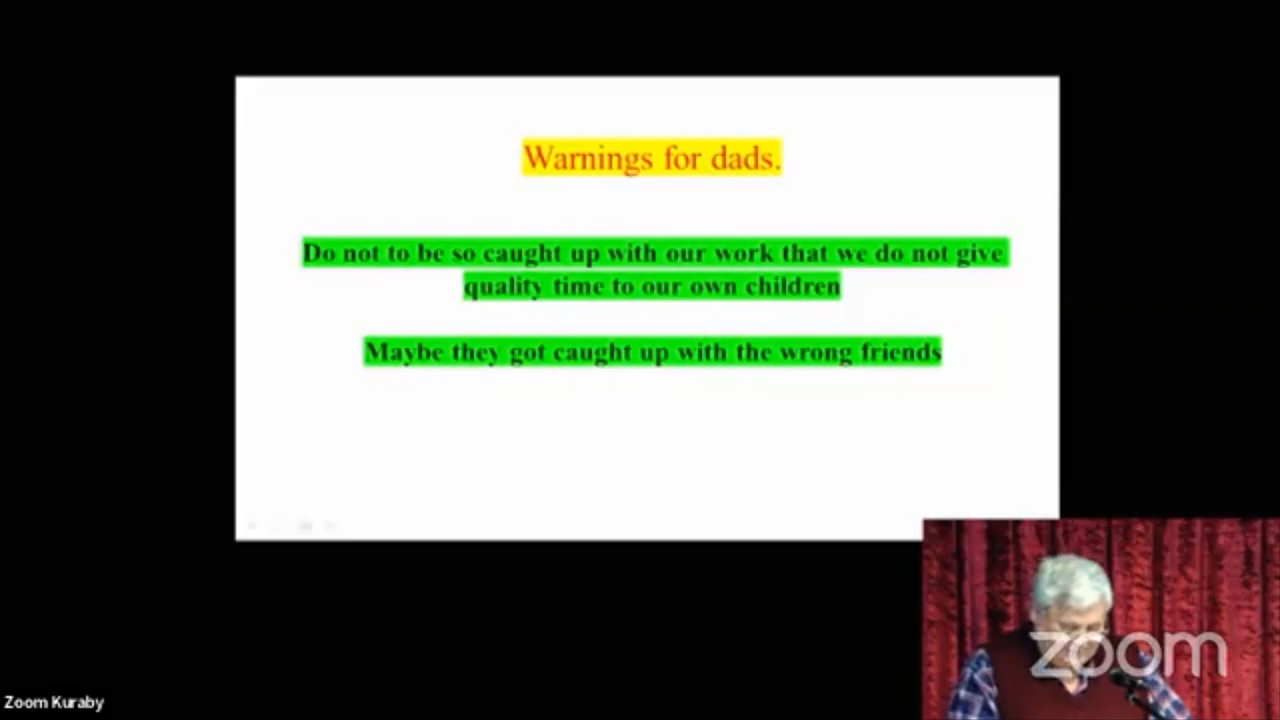 Warnings for dads.
Do not to be so caught up with our work that we do not give
quality time to our own children
Maybe they got caught up with the wrong friends
zoom
Zoom Kuraby